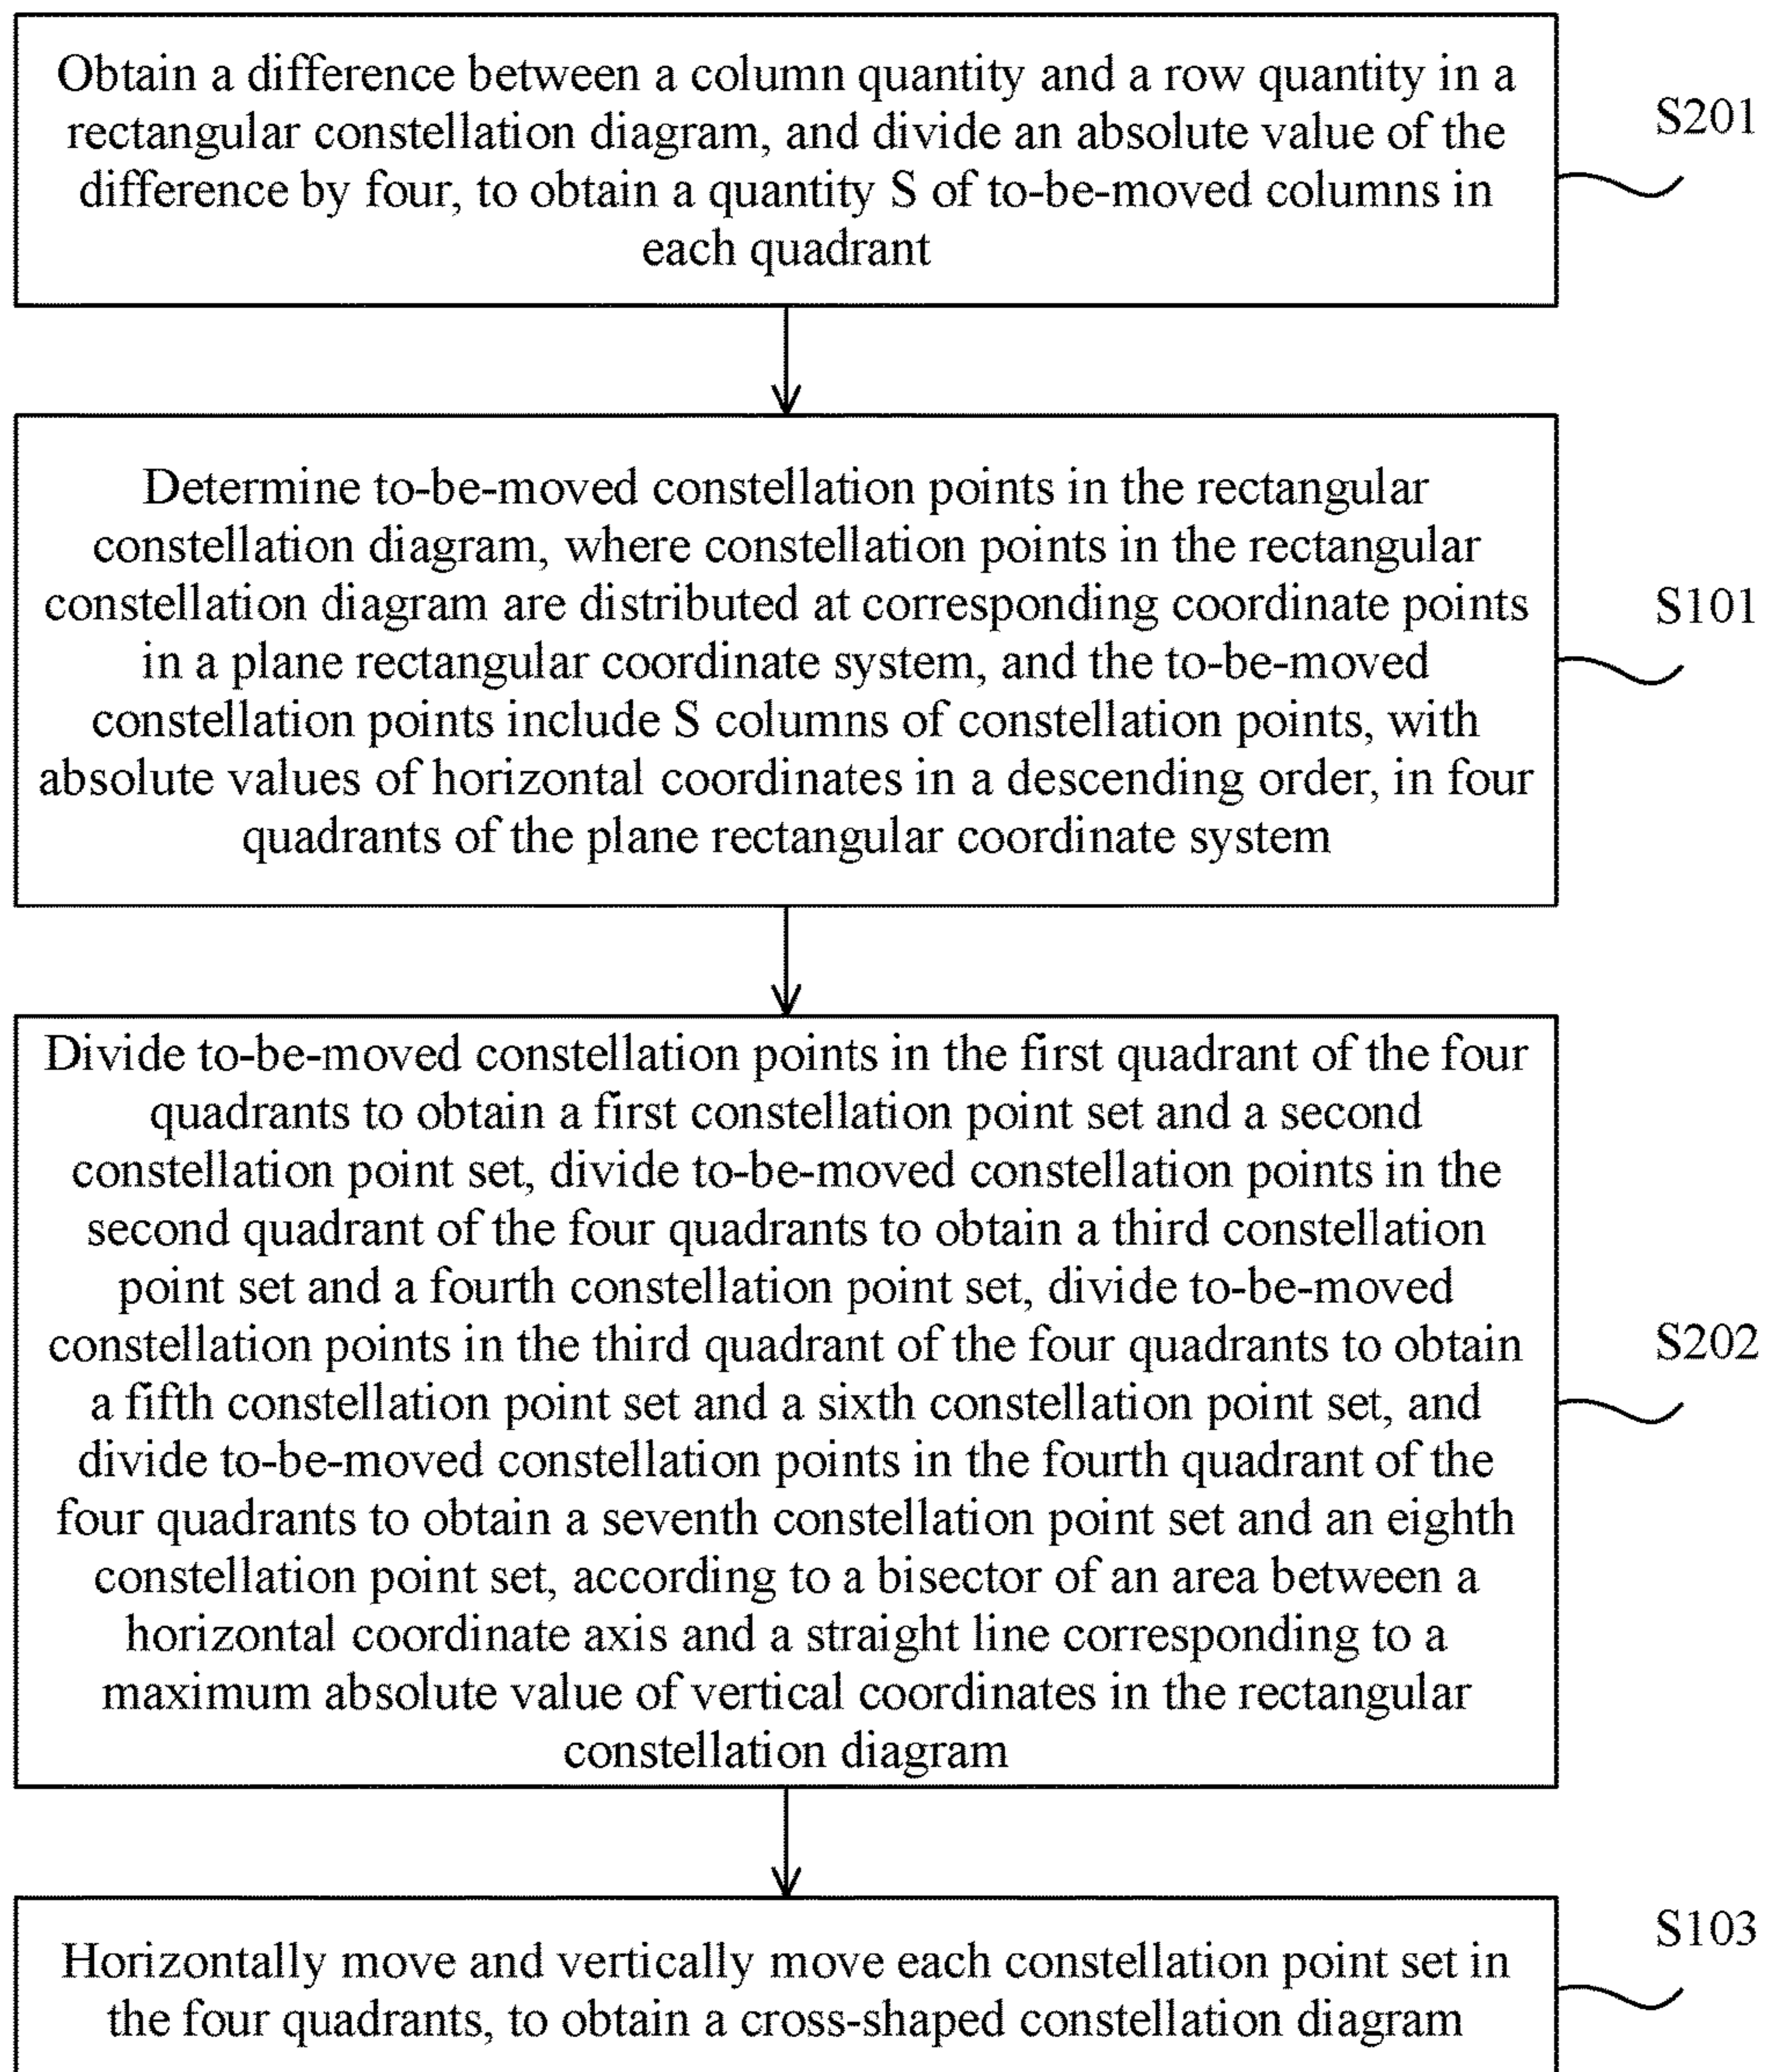 Obtain a difference between a column quantity and a row quantity in a
rectangular constellation diagram, and divide an absolute value of the
difference by four, to obtain a quantity S of to-be-moved columns in
each quadrant
S201
Determine to-be-moved constellation points in the rectangular
constellation diagram, where constellation points in the rectangular
constellation diagram are distributed at corresponding coordinate points
in a plane rectangular coordinate system, and the to-be-moved
constellation points include S columns of constellation points, with
absolute values of horizontal coordinates in a descending order, in four
quadrants of the plane rectangular coordinate system
S101
Divide to-be-moved constellation points in the first quadrant of the four
quadrants to obtain a first constellation point set and a second
constellation point set, divide to-be-moved constellation points in the
second quadrant of the four quadrants to obtain a third constellation
point set and a fourth constellation point set, divide to-be-moved
constellation points in the third quadrant of the four quadrants to obtain
a fifth constellation point set and a sixth constellation point set, and
divide to-be-moved constellation points in the fourth quadrant of the
four quadrants to obtain a seventh constellation point set and an eighth
constellation point set, according to a bisector of an area between a
horizontal coordinate axis and a straight line corresponding to a
maximum absolute value of vertical coordinates in the rectangular
constellation diagram
S202
Horizontally move and vertically move each constellation point set in
the four quadrants, to obtain a cross-shaped constellation diagram
S103